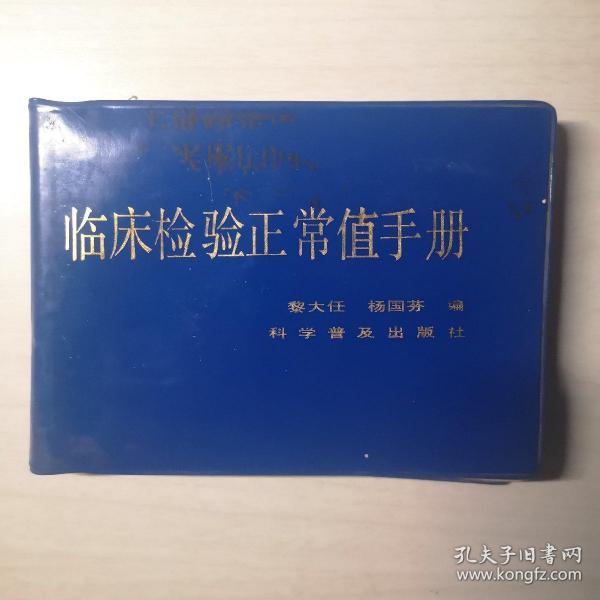 临床检验正常值手册
黎大任 杨国芬 编
科学普及出版社
孔夫子旧书网
www.kongfz.com